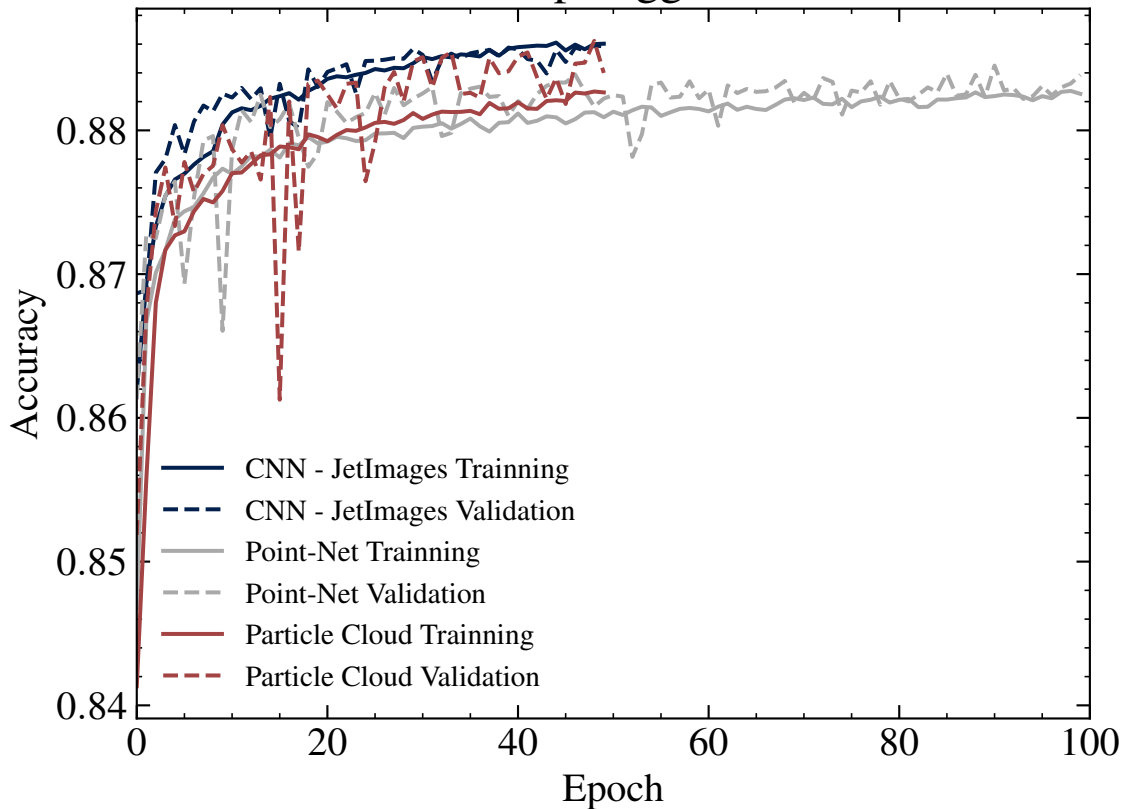 0.88
0.87
0.86
0.85
0.84
Accuracy
CNN - JetImages Trainning
CNN - JetImages Validation
Point-Net Trainning
Point-Net Validation
Particle Cloud Trainning
Particle Cloud Validation
0 20 40 60 80 100
Epoch